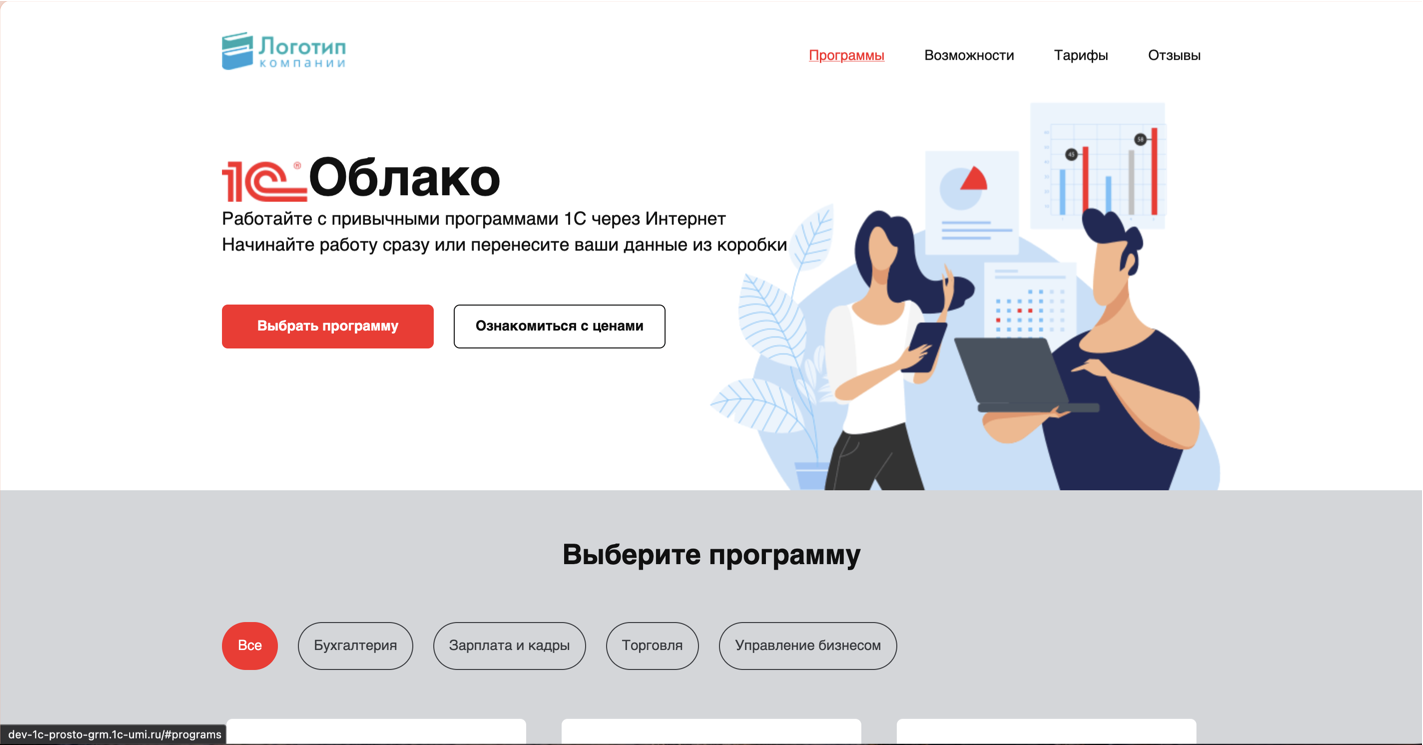 Логотип
компании
Программы Возможности Тарифы Отзывы
1С® Облако
Работайте с привычными программами 1С через Интернет
Начинайте работу сразу или перенесите ваши данные из коробки
Выбрать программу Ознакомиться с ценами
Выберите программу
Все Бухгалтерия Зарплата и кадры Торговля Управление бизнесом
dev-1c-prosto-grm.1c-umi.ru/#programs